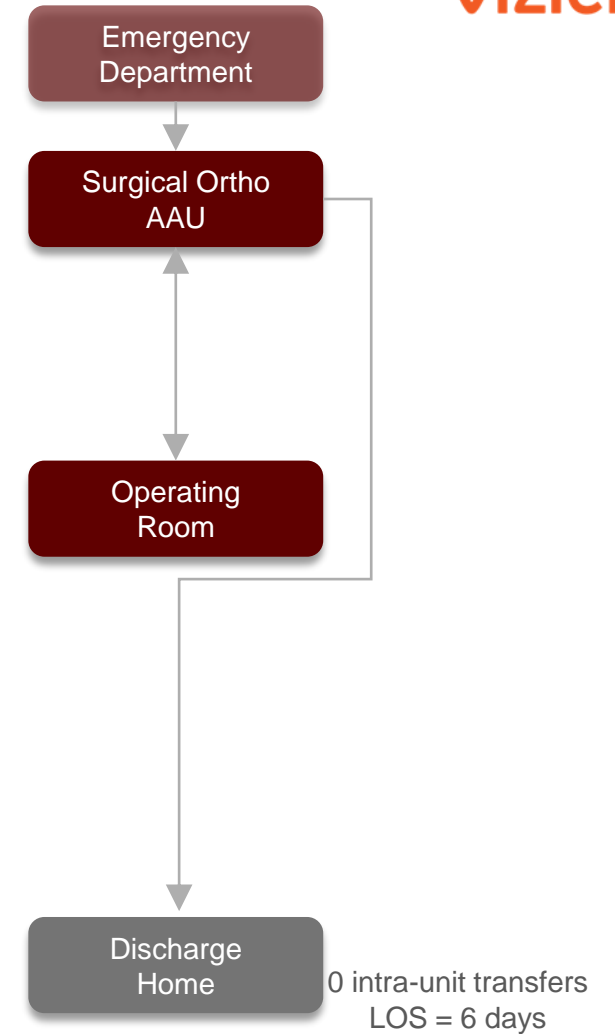 Emergency
Department
Surgical Ortho
AAU
Operating
Room
Discharge
Home
0 intra-unit transfers
LOS = 6 days